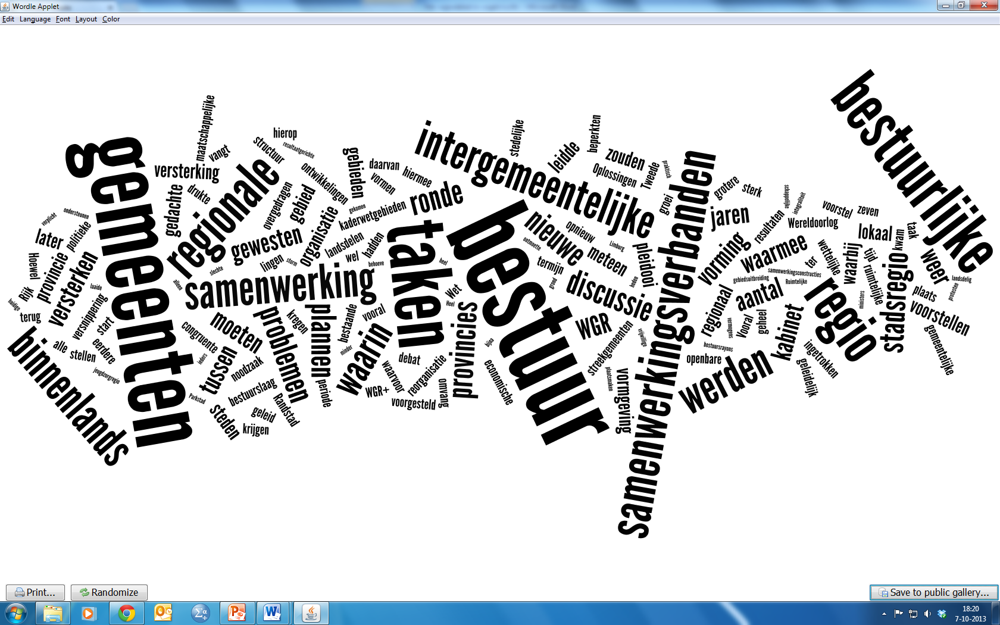 Wordle Applet
Edit Language Font Layout Color
bestuurlijke
maatschappelijke
vangt
hierop
structuur
resultaatgerichte
gemeenten
versterking
drukte
gedachte
regionale
overgedragen
gebied
ontwikkelingen
gebieden
daarvan
vormen
hiermee
gekomen
kaderwetgebieden
ronde
intergemeentelijke
stedelijke
leidde
beperkten
zouden
Oplossingen
Tweede
praktisch
groei
samenwerkingsverbanden
grotere
sterk
jaren
resultaten
integraliteit
Wereldoorlog
voorstel
zeven
lokaal
taak
kwam
weer
landsdelig
protesten
plaats
voorstellen
gemeentelijke
verplicht
ondersteunen
later
politieke
provincie
Hoewel
Rijk
huidige
terug
versterken
laaide
versnippering
start
eerdere
alle
stellen
jeugdzorgregio
binnenlands
alleen
slechte
gewesten
lingen
storm
organisatie
landsdelen
wel
hadden
behoeve
samenwerking
taken
heel
Wet
Heel
bestuur
nieuwe
ontmoette
opnieuw
Limburg
meteen
termijn
grond
discussie
heden
pleidooi
WGR
streekgemeenten
vrijwillige
plaatsmaken
vormgeving
vorming
waarmee
samenwerkingsconstructies
gebiedsuitbreiding
Ruimtelijke
ter
wettelijke
waarbij
tijd
ruimtelijke
ministers
stadsregio
regio
aantal
regionaal
Vooral
geheel
kabinet
bestuursrayons
openbare
werden
ingetrokken
geleidelijk
congruente
ieders
moeten
tussen
Parkstad
noodzaak
bestuurslaag
steden
geleid
krijgen
Randstad
problemen
kregen
plannen
periode
bestaande
minder
vooral
waarin
WGR+
waarvoor
debat
reorganisatie
voorgesteld
omvang
provincies
bijna
economische
Print...
Randomize
Save to public gallery...
18:20
7-10-2013